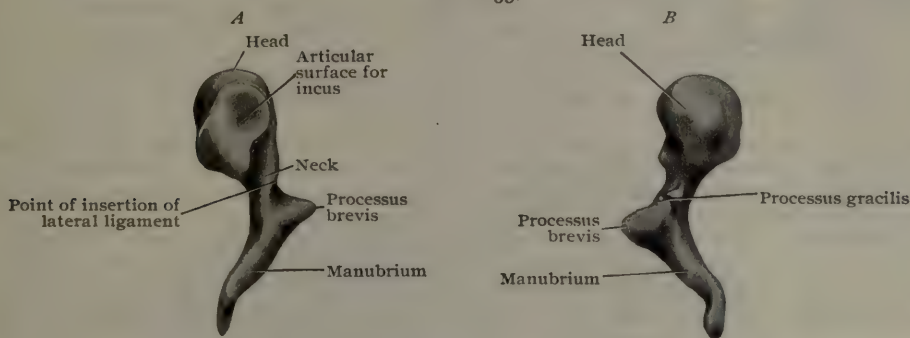 A
B
Head
Articular
surface for
incus
Head
Neck
Point of insertion of
lateral ligament
Processus
brevis
Processus gracilis
Processus
brevis
Manubrium
Manubrium